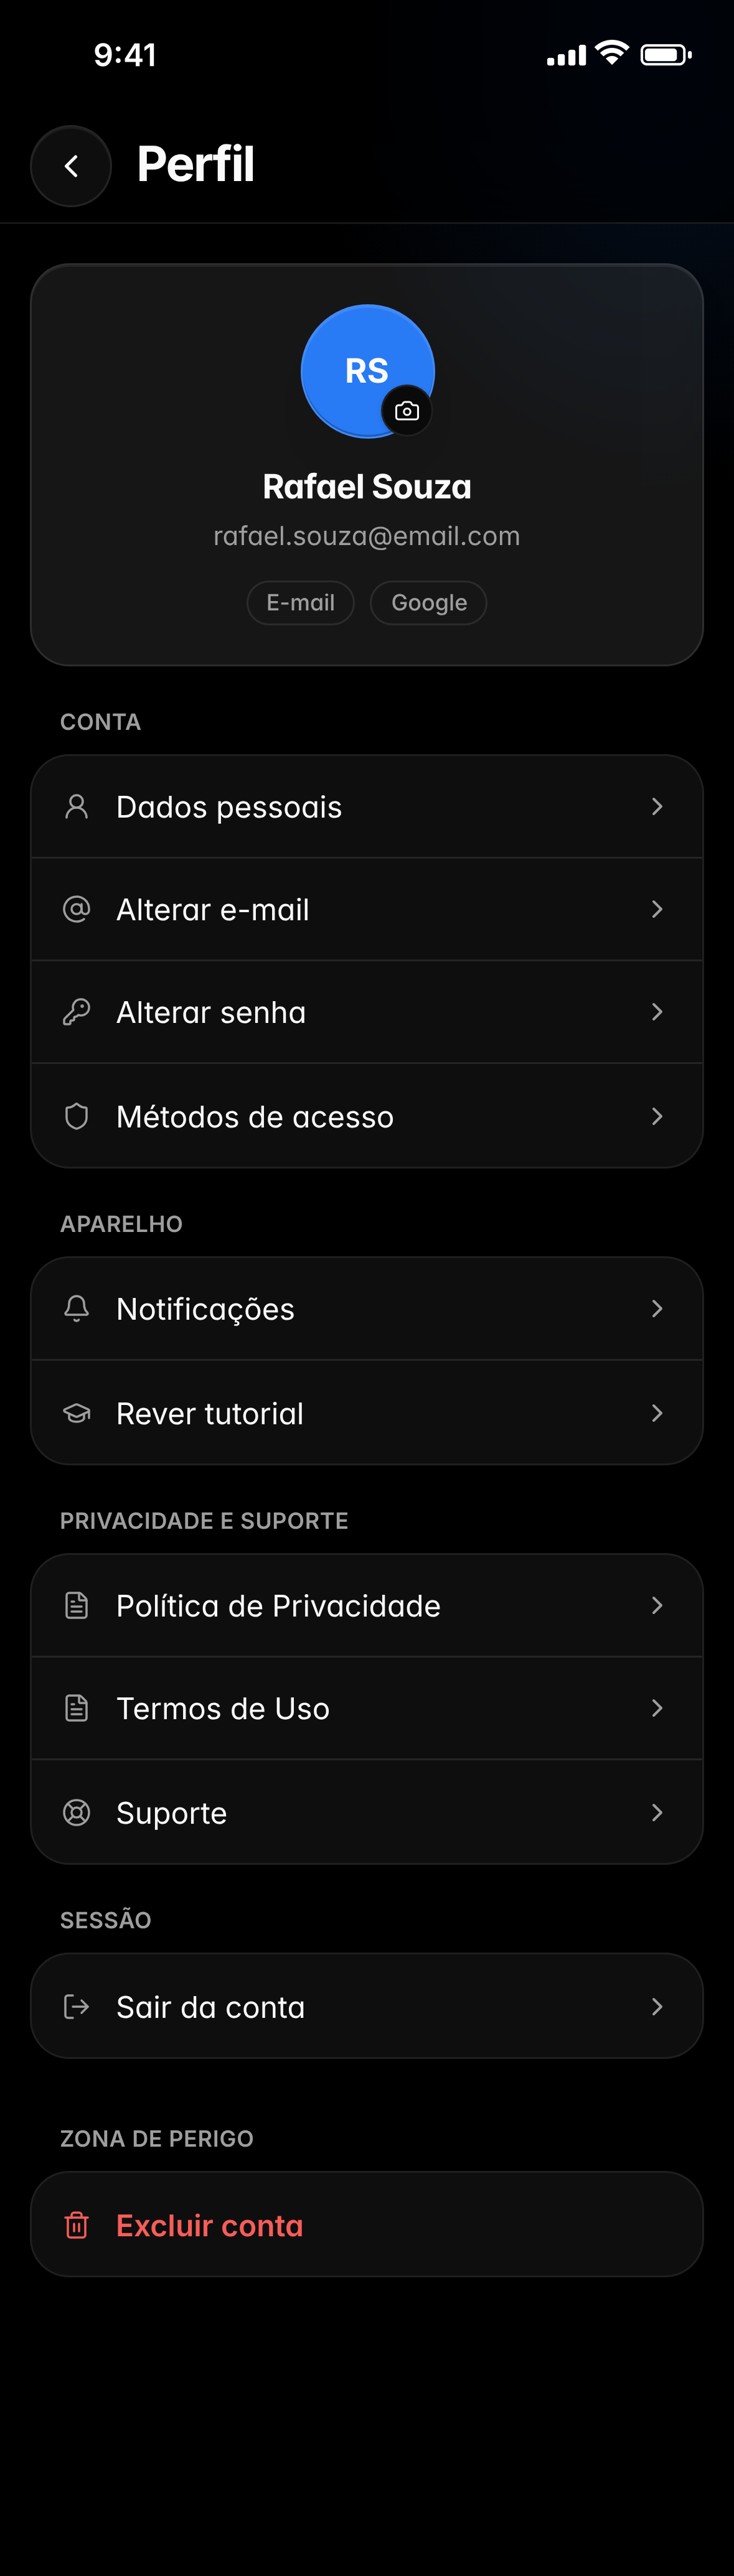 9:41
Perfil
RS
Rafael Souza
rafael.souza@email.com
E-mail
Google
CONTA
Dados pessoais
Alterar e-mail
Alterar senha
Métodos de acesso
APARELHO
Notificações
Rever tutorial
PRIVACIDADE E SUPORTE
Política de Privacidade
Termos de Uso
Suporte
SESSÃO
Sair da conta
ZONA DE PERIGO
Excluir conta